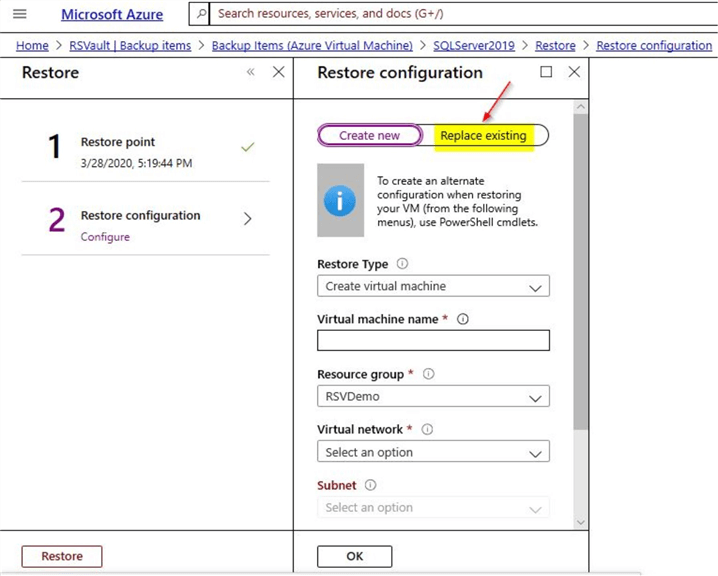 Microsoft Azure
Search resources, services, and docs (G+/)
Home > RSVault | Backup items > Backup Items (Azure Virtual Machine) > SQLServer2019 > Restore > Restore configuration
Restore
1
Restore point
3/28/2020, 5:19:44 PM
2
Restore configuration
Configure
Restore
Restore configuration
Create new
Replace existing
To create an alternate
configuration when restoring
your VM (from the following
menus), use PowerShell cmdlets.
Restore Type
Create virtual machine
Virtual machine name *
Resource group *
RSVDemo
Virtual network *
Select an option
Subnet
Select an option
OK